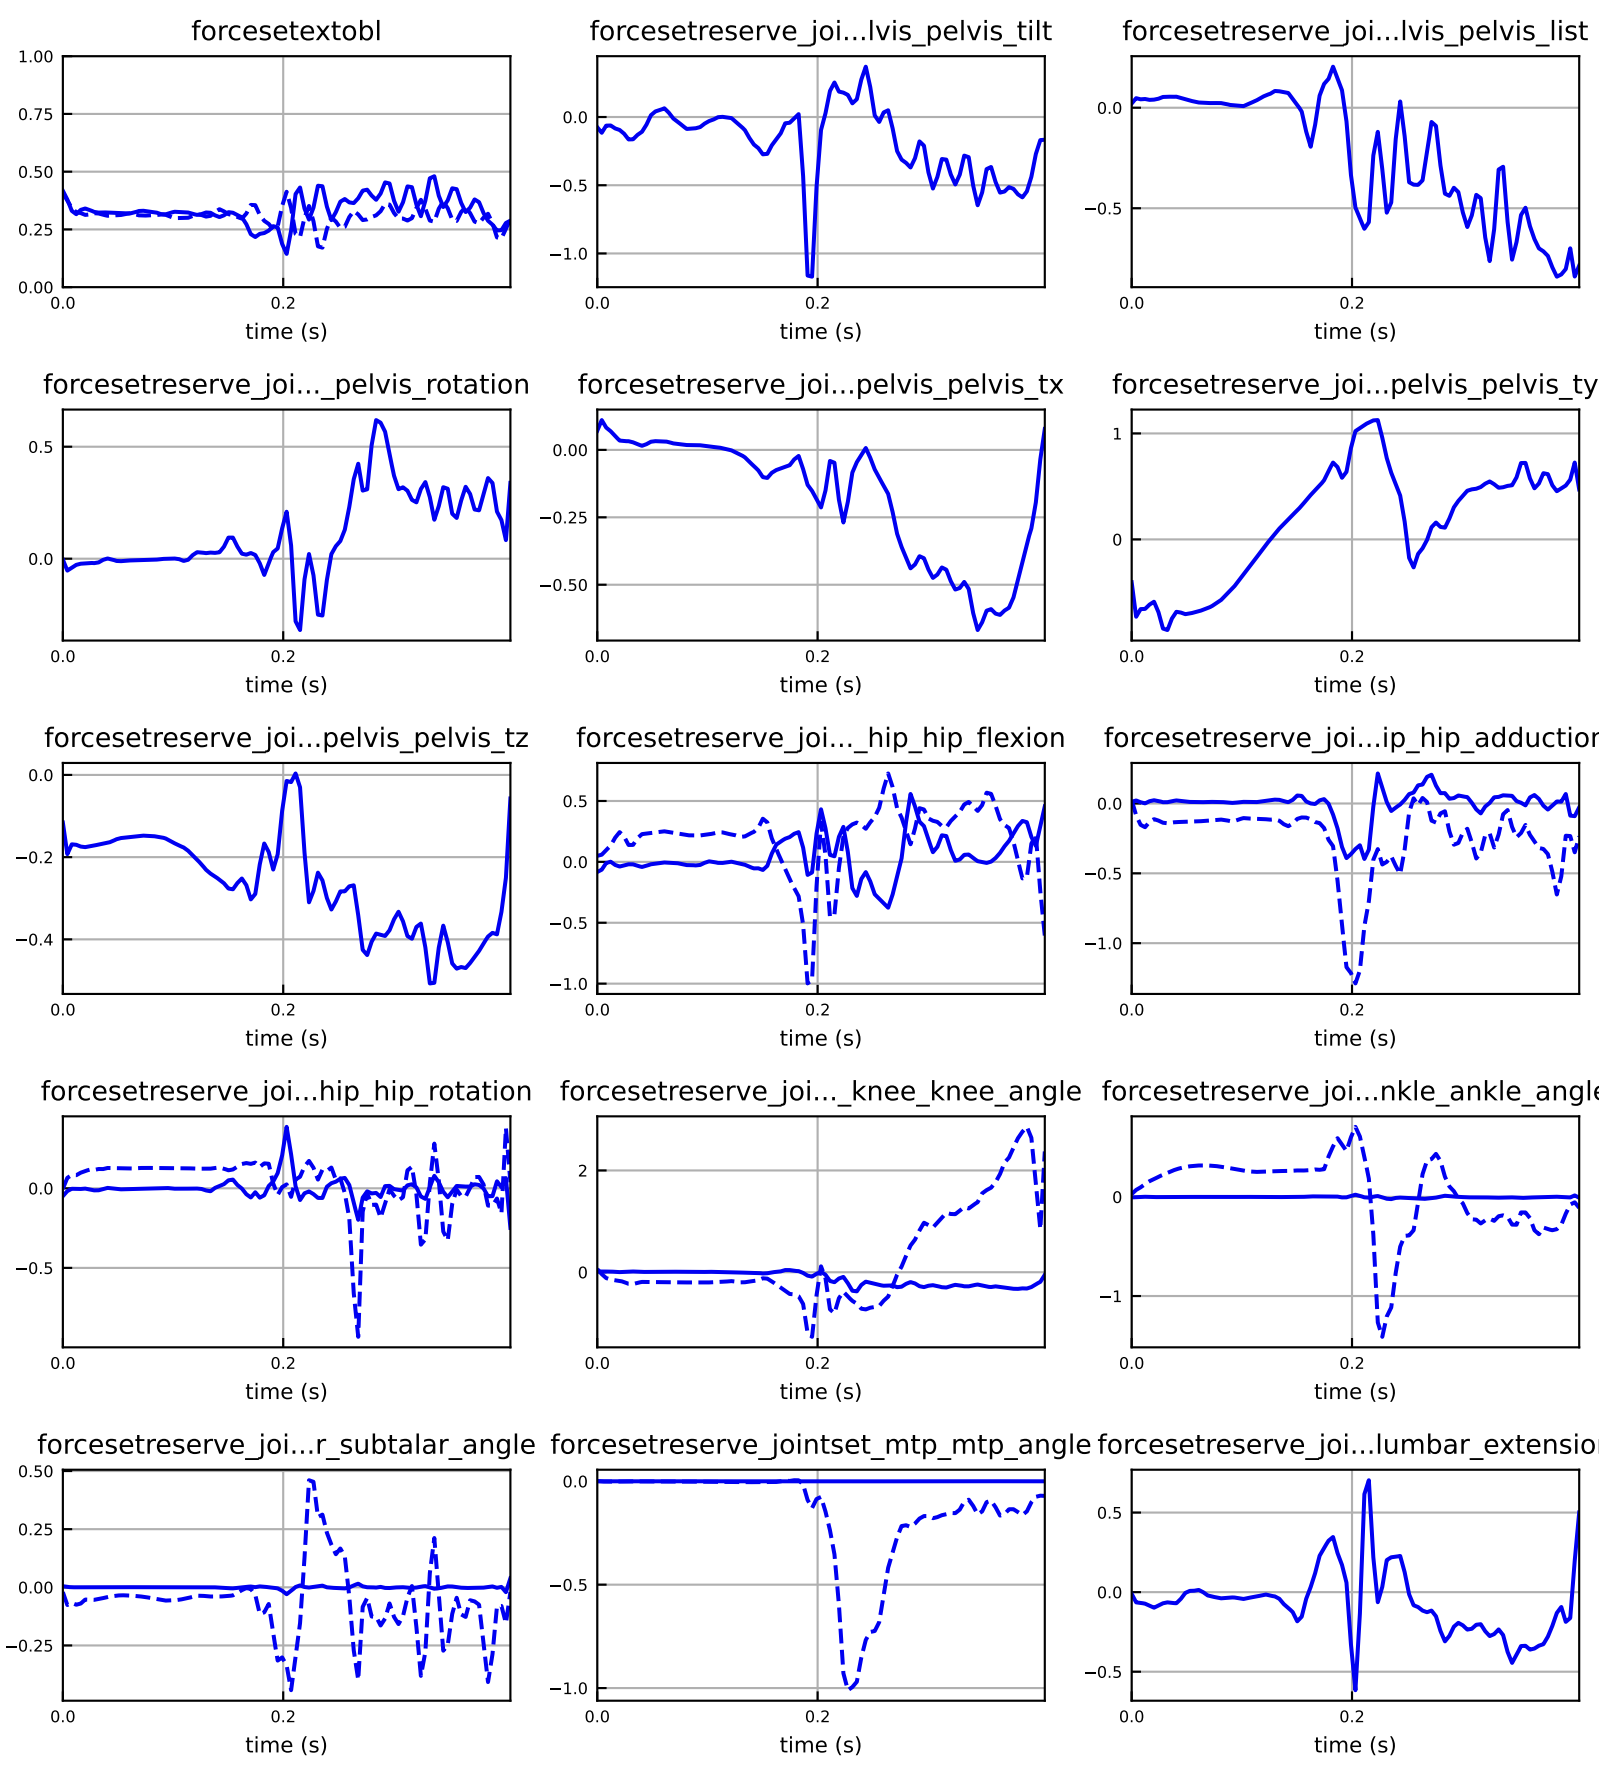 forcesetextobl
forcesetreserve_joi...lvis_pelvis_tilt
forcesetreserve_joi...lvis_pelvis_list
1.00
0.75
0.50
0.25
0.00
0.0
0.2
time (s)
0.0
−0.5
−1.0
0.0
0.2
time (s)
0.0
−0.5
0.0
0.2
time (s)
forcesetreserve_joi..._pelvis_rotation
forcesetreserve_joi...pelvis_pelvis_tx
forcesetreserve_joi...pelvis_pelvis_ty
0.5
0.0
0.0
0.2
time (s)
0.00
−0.25
−0.50
0.0
0.2
time (s)
1
0
0.0
0.2
time (s)
forcesetreserve_joi...pelvis_pelvis_tz
forcesetreserve_joi..._hip_hip_flexion
forcesetreserve_joi...ip_hip_adduction
0.0
−0.2
−0.4
0.0
0.2
time (s)
0.5
0.0
−0.5
−1.0
0.0
0.2
time (s)
0.0
−0.5
−1.0
0.0
0.2
time (s)
forcesetreserve_joi...hip_hip_rotation
forcesetreserve_joi..._knee_knee_angle
forcesetreserve_joi...nkle_ankle_angle
0.0
−0.5
0.0
0.2
time (s)
2
0
0.0
0.2
time (s)
0
−1
0.0
0.2
time (s)
forcesetreserve_joi...r_subtalar_angle
forcesetreserve_jointset_mtp_mtp_angle
forcesetreserve_joi...lumbar_extension
0.50
0.25
0.00
−0.25
0.0
0.2
time (s)
0.0
−0.5
−1.0
0.0
0.2
time (s)
0.5
0.0
−0.5
0.0
0.2
time (s)